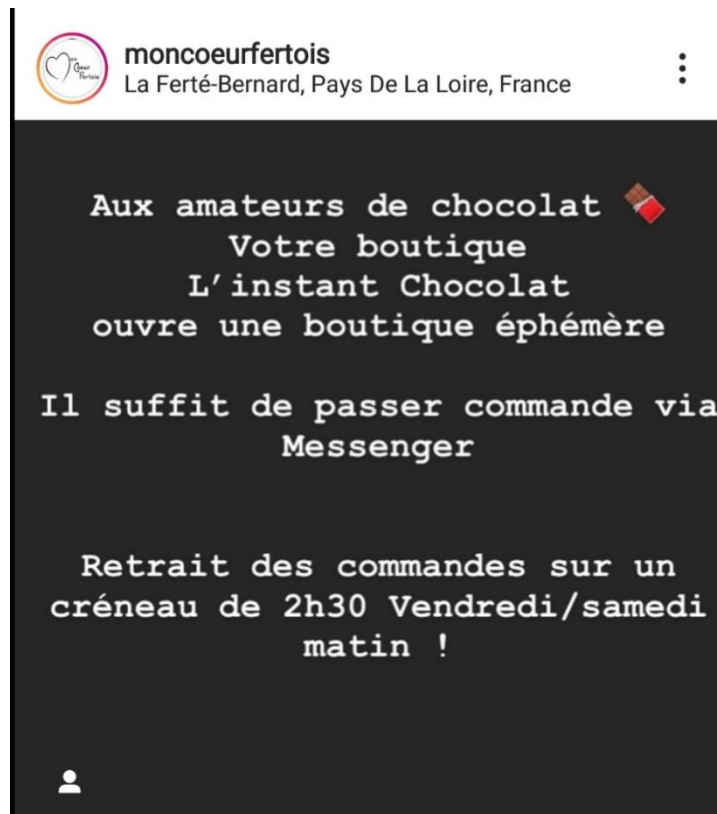 moncoeurfertois
La Ferté-Bernard, Pays De La Loire, France
Aux amateurs de chocolat 🍫
Votre boutique
L'instant Chocolat
ouvre une boutique éphémère
Il suffit de passer commande via
Messenger
Retrait des commandes sur un
créneau de 2h30 Vendredi/samedi
matin !